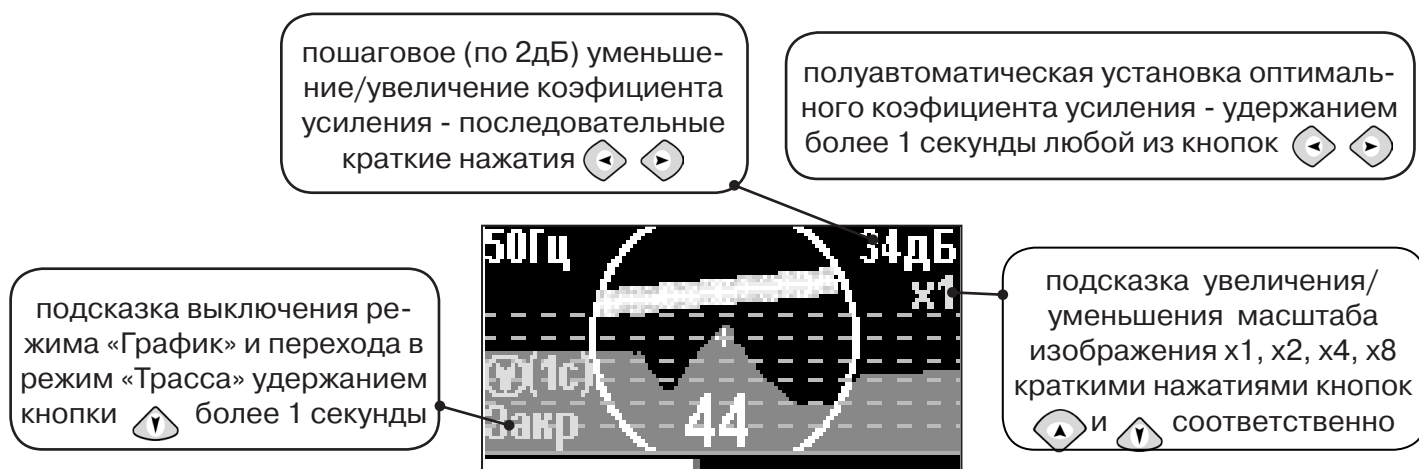 пошаговое (по 2дБ) уменьше-
ние/увеличение коэфициента
усиления - последовательные
краткие нажатия
полуавтоматическая установка оптималь-
ного коэфициента усиления - удержанием
более 1 секунды любой из кнопок
подсказка выключения ре-
жима «График» и перехода в
режим «Трасса» удержанием
кнопки более 1 секунды
50Гц
34дБ
x1
(1с)
Закр
44
подсказка увеличения/
уменьшения масштаба
изображения x1, x2, x4, x8
краткими нажатиями кнопок
и соответственно